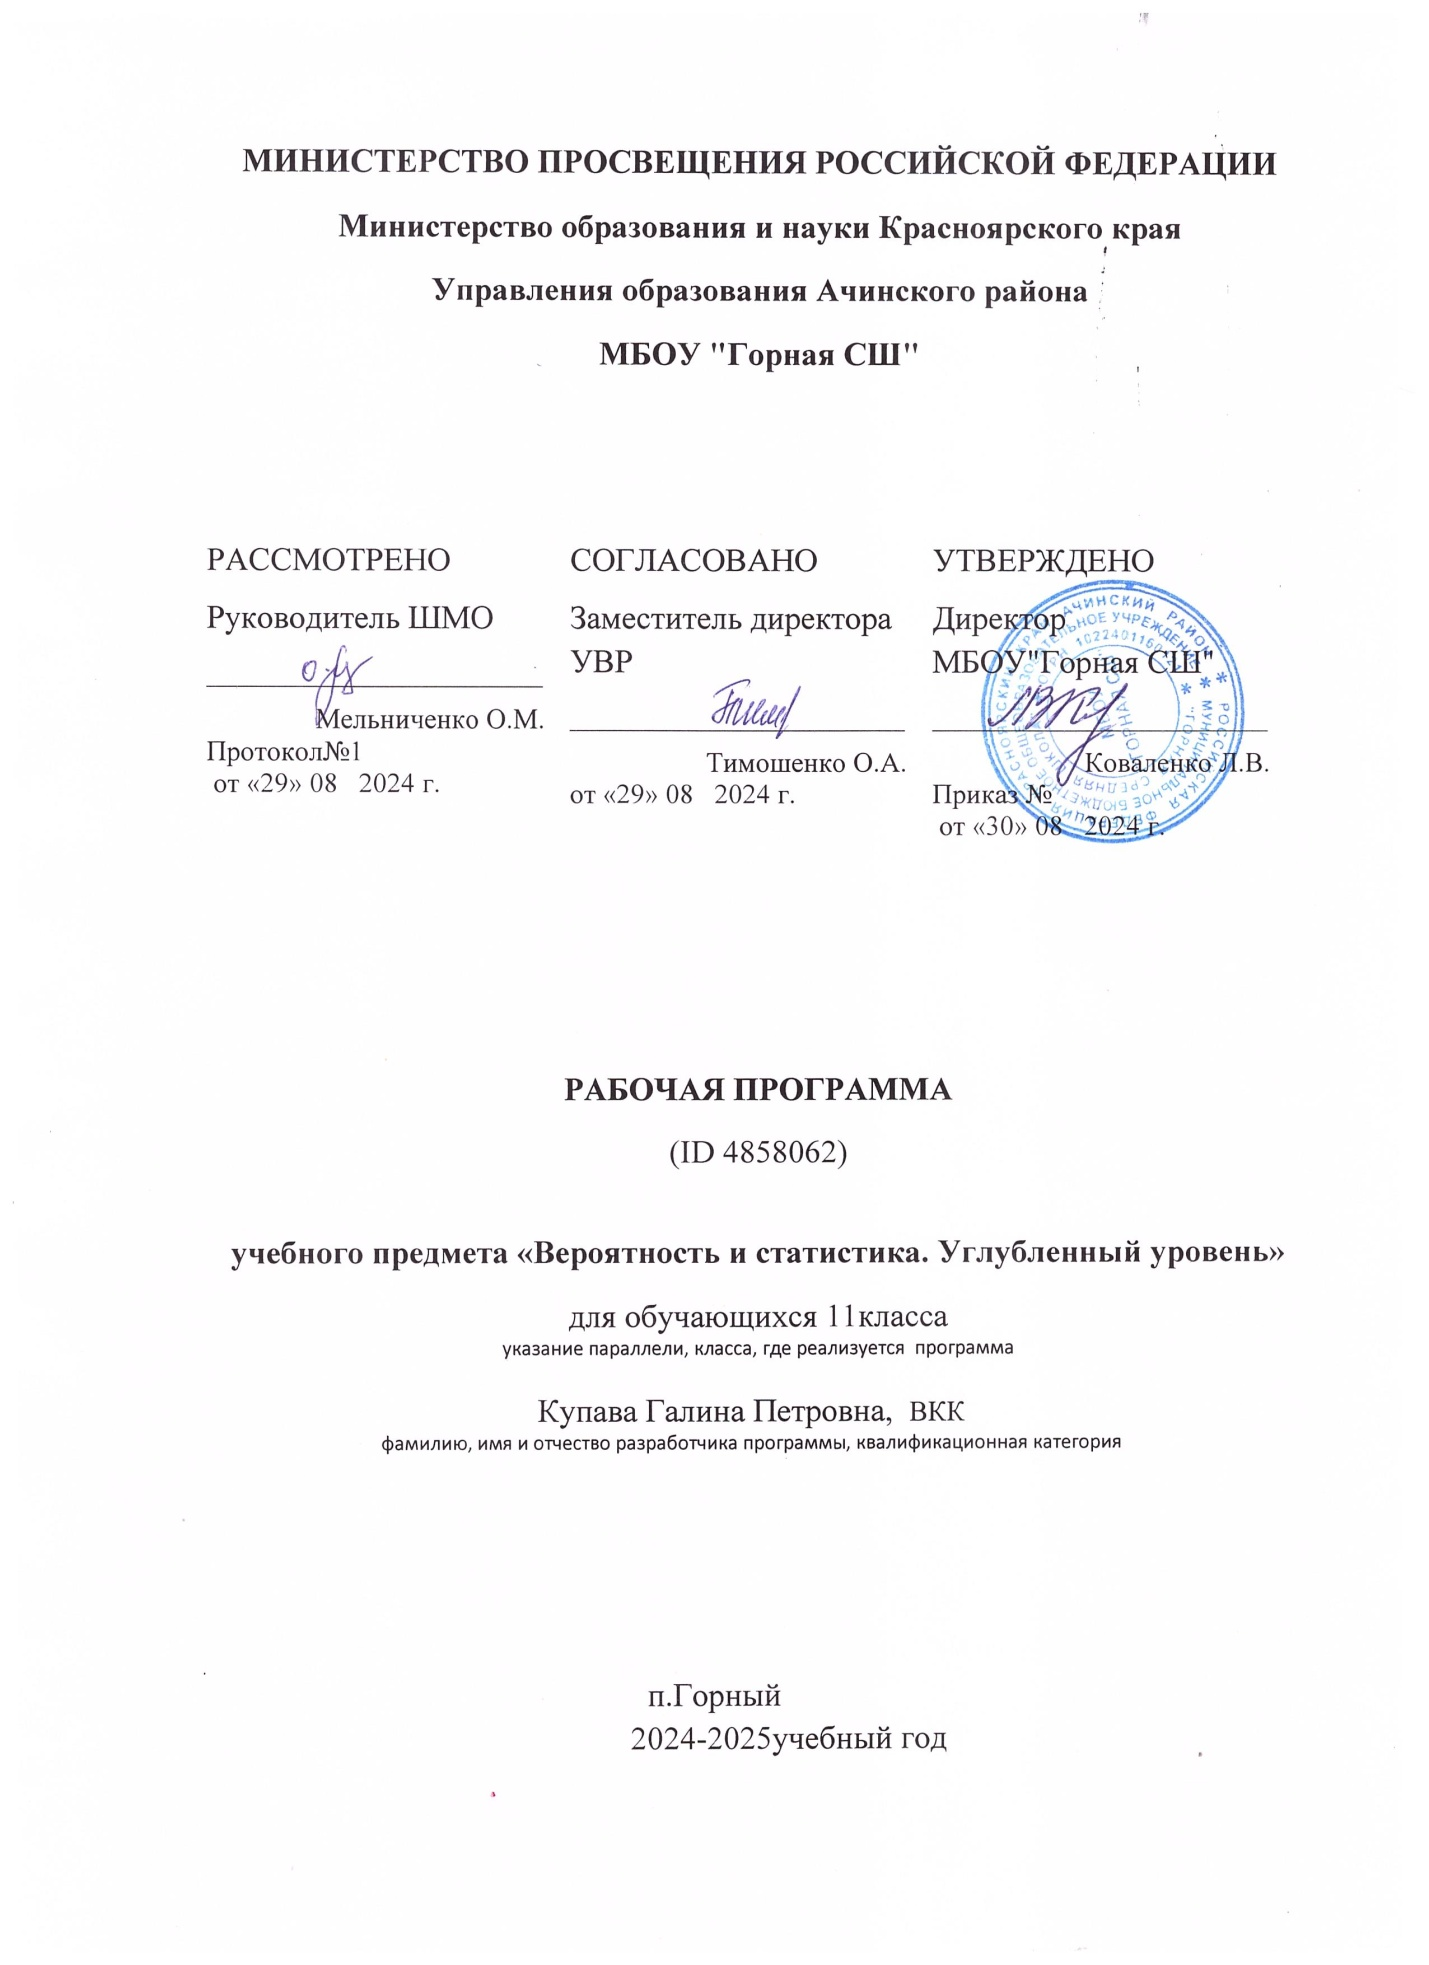 МИНИСТЕРСТВО ПРОСВЕЩЕНИЯ РОССИЙСКОЙ ФЕДЕРАЦИИ
Министерство образования и науки Красноярского края
Управления образования Ачинского района
МБОУ "Горная СШ"
РАССМОТРЕНО
Руководитель ШМО
Мельниченко О.М.
Протокол№1
от «29» 08 2024 г.
СОГЛАСОВАНО
Заместитель директора
УВР
Тимошенко О.А.
от «29» 08 2024 г.
УТВЕРЖДЕНО
Директор
МБОУ"Горная СШ"
Коваленко Л.В.
Приказ №
от «30» 08 2024 г.
РАБОЧАЯ ПРОГРАММА
(ID 4858062)
учебного предмета «Вероятность и статистика. Углубленный уровень»
для обучающихся 11класса
указание параллели, класса, где реализуется программа
Купава Галина Петровна, ВКК
фамилию, имя и отчество разработчика программы, квалификационная категория
п.Горный
2024-2025учебный год